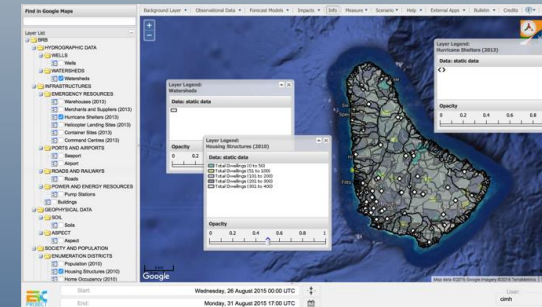 Find in Google Maps
Background Layer
Observational Data
Forecast Models
Impacts
Info
Measure
Scenario
Help
External Apps
Bulletin
Credits
Layer List
BRB
HYDROGRAPHIC DATA
WELLS
Wells
WATERSHEDS
Watersheds
INFRASTRUCTURES
EMERGENCY RESOURCES
Warehouses (2013)
Merchants and Suppliers (2013)
Hurricane Shelters (2013)
Helicopter Landing Sites (2013)
Container Sites (2013)
Command Centres (2013)
PORTS AND AIRPORTS
Seaport
Airport
ROADS AND RAILWAYS
Roads
POWER AND ENERGY RESOURCES
Pump Stations
Buildings
GEOPHYSICAL DATA
SOIL
Soils
ASPECT
Aspect
SOCIETY AND POPULATION
ENUMERATION DISTRICTS
Population (2010)
Housing Structures (2010)
Home Occupancy (2010)
Layer Legend:
Watersheds
Data: static data
Opacity
0 0.2
Layer Legend:
Housing Structures (2010)
Data: static data
Total Dwellings (0 to 50)
Total Dwellings (51 to 100)
Total Dwellings (101 to 200)
Total Dwellings (201 to 300)
Total Dwellings (301 to 400)
Opacity
0 0.2 0.4 0.6 0.8 1
Layer Legend:
Hurricane Shelters (2013)
Data: static data
Opacity
0 0.2 0.4 0.6 0.8
Google
Map data ©2015 Google Imagery ©2015 TerraMetrics
Start: Wednesday, 26 August 2015 00:00 UTC
End: Monday, 31 August 2015 17:00 UTC
User:
cimh